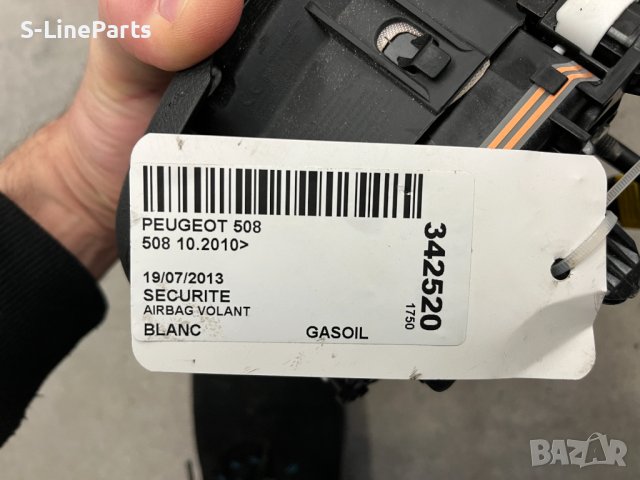 S-LineParts
PEUGEOT 508
508 10.2010>
19/07/2013
SECURITE
AIRBAG VOLANT
BLANC GASOIL
342520
1750
BAZAR